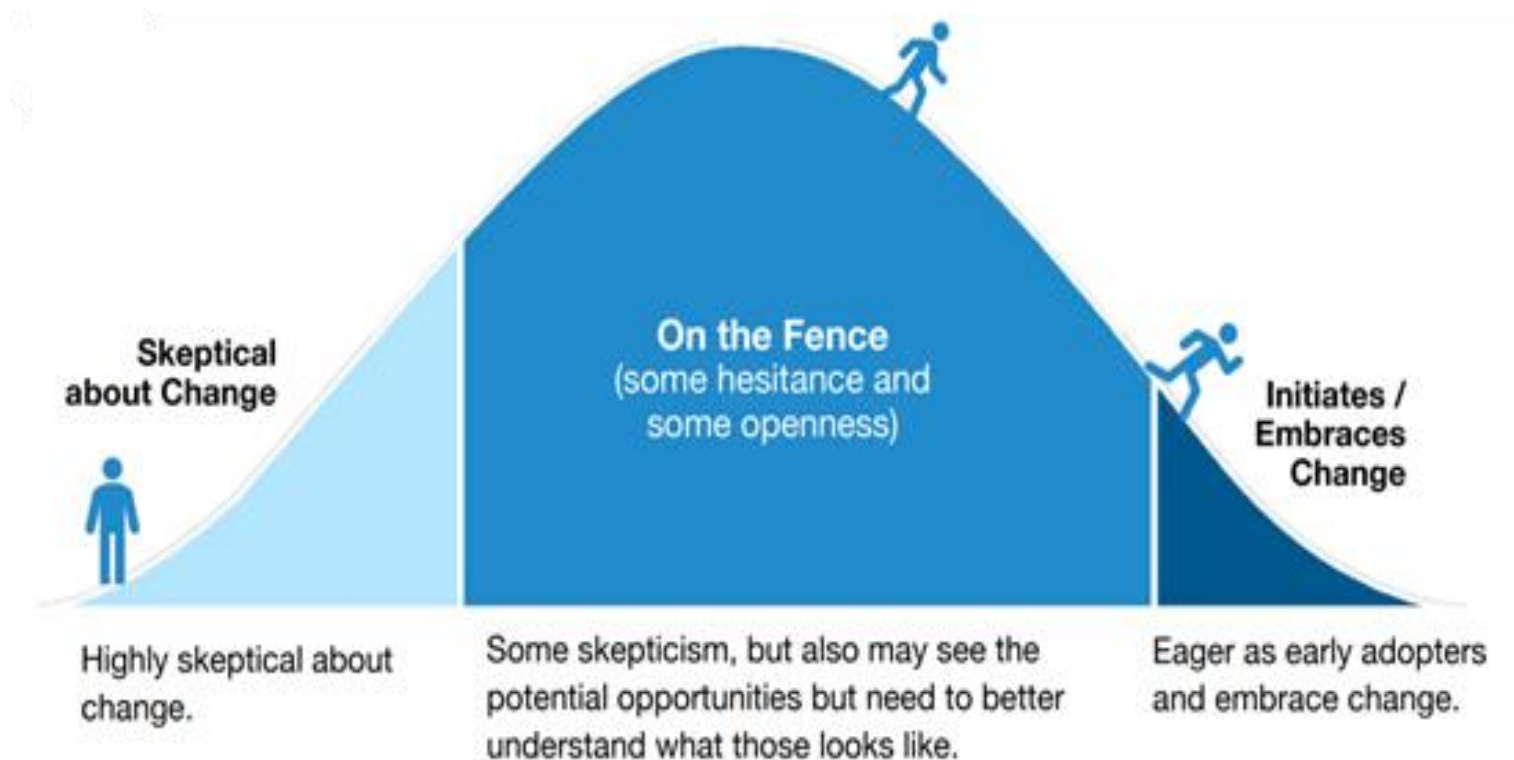 Skeptical
about Change
On the Fence
(some hesitance and
some openness)
Initiates /
Embraces
Change
Highly skeptical about
change.
Some skepticism, but also may see the
potential opportunities but need to better
understand what those looks like.
Eager as early adopters
and embrace change.